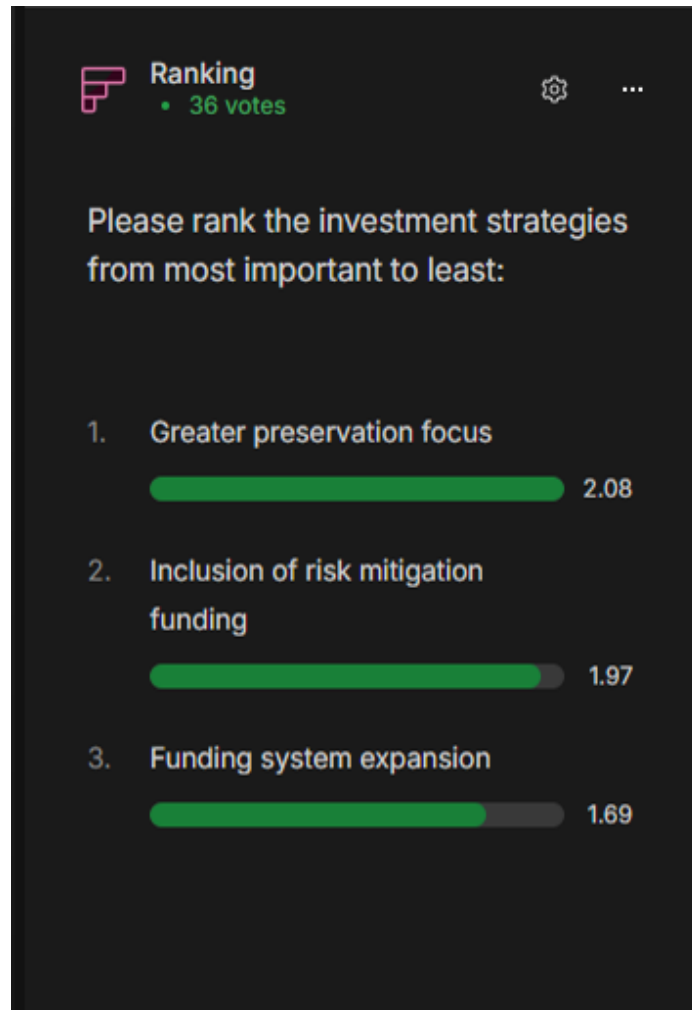 Ranking
• 36 votes
Please rank the investment strategies
from most important to least:
1. Greater preservation focus
2.08
2. Inclusion of risk mitigation
funding
1.97
3. Funding system expansion
1.69